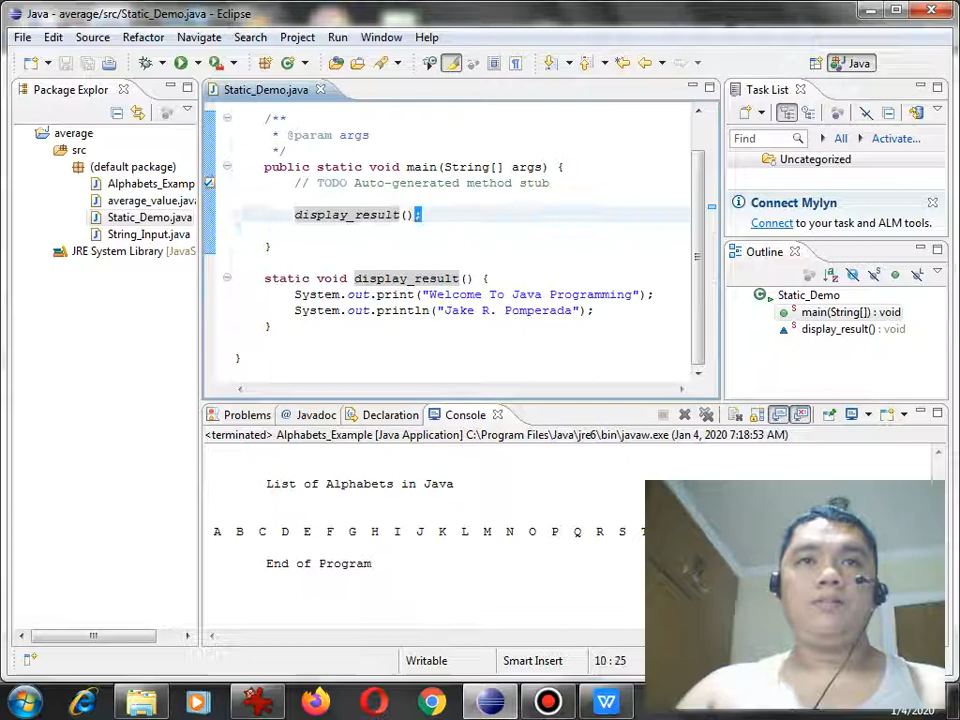 Java - average/src/Static_Demo.java - Eclipse
File Edit Source Refactor Navigate Search Project Run Window Help
Java
Package Explor
average
src
(default package)
Alphabets_Examp
average_value.java
Static_Demo.java
String_Input.java
JRE System Library [JavaS
Static_Demo.java
/**
* @param args
*/
public static void main(String[] args) {
// TODO Auto-generated method stub
display_result();
}
static void display_result() {
System.out.print("Welcome To Java Programming");
System.out.println("Jake R. Pomperada");
}
}
Task List
Find All Activate...
Uncategorized
Connect Mylyn
Connect to your task and ALM tools.
Outline
Static_Demo
main(String[]) : void
display_result() : void
Problems Javadoc Declaration Console
<terminated> Alphabets_Example [Java Application] C:\Program Files\Java\jre6\bin\javaw.exe (Jan 4, 2020 7:18:53 AM)
List of Alphabets in Java
A B C D E F G H I J K L M N O P Q R S T
End of Program
Writable Smart Insert 10 : 25
1/4/2020